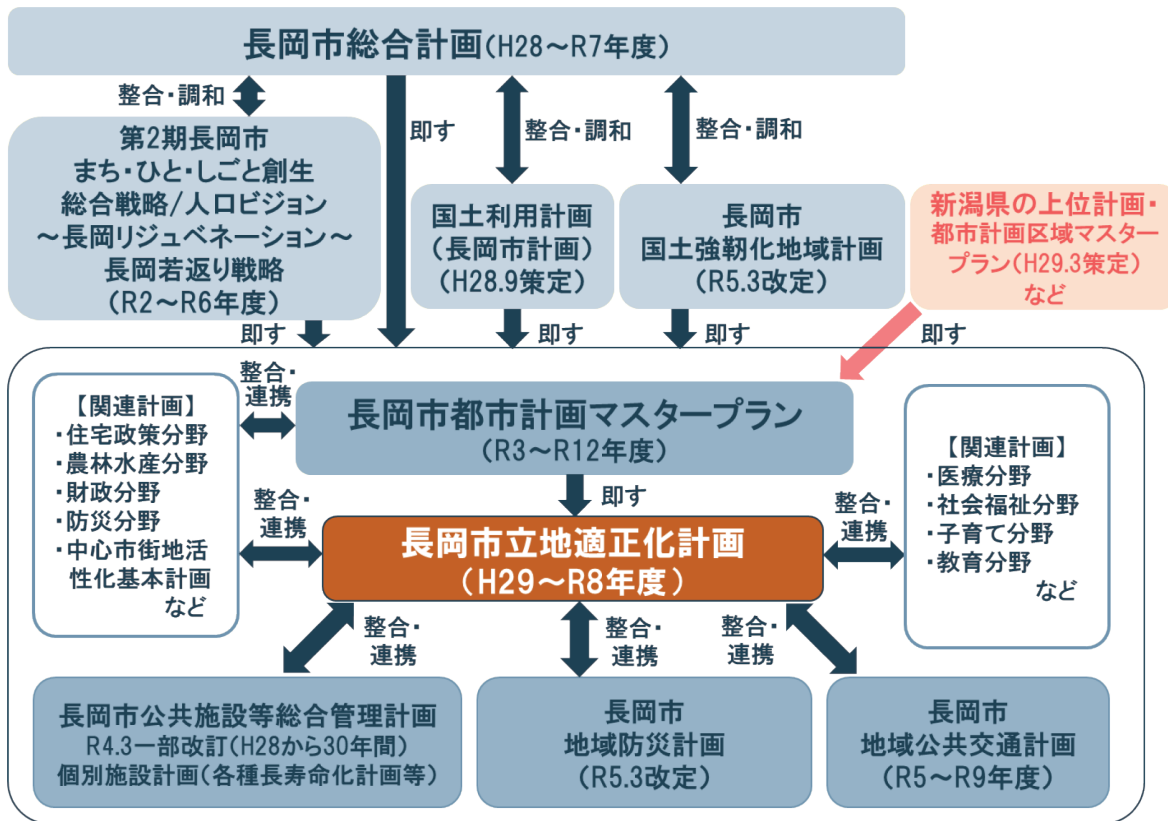 長岡市総合計画(H28～R7年度)
整合・調和
即す
整合・調和
整合・調和
第2期長岡市
まち・ひと・しごと創生
総合戦略/人口ビジョン
～長岡リジュベネーション～
長岡若返り戦略
(R2～R6年度)
国土利用計画
(長岡市計画)
(H28.9策定)
長岡市
国土強靱化地域計画
(R5.3改定)
新潟県の上位計画・
都市計画区域マスター
プラン(H29.3策定)
など
即す
即す
即す
即す
【関連計画】
・住宅政策分野
・農林水産分野
・財政分野
・防災分野
・中心市街地活
性化基本計画
など
整合・
連携
長岡市都市計画マスタープラン
(R3～R12年度)
即す
整合・
連携
長岡市立地適正化計画
(H29～R8年度)
整合・
連携
【関連計画】
・医療分野
・社会福祉分野
・子育て分野
・教育分野
など
整合・
連携
整合・
連携
整合・
連携
長岡市公共施設等総合管理計画
R4.3一部改訂(H28から30年間)
個別施設計画(各種長寿命化計画等)
長岡市
地域防災計画
(R5.3改定)
長岡市
地域公共交通計画
(R5～R9年度)